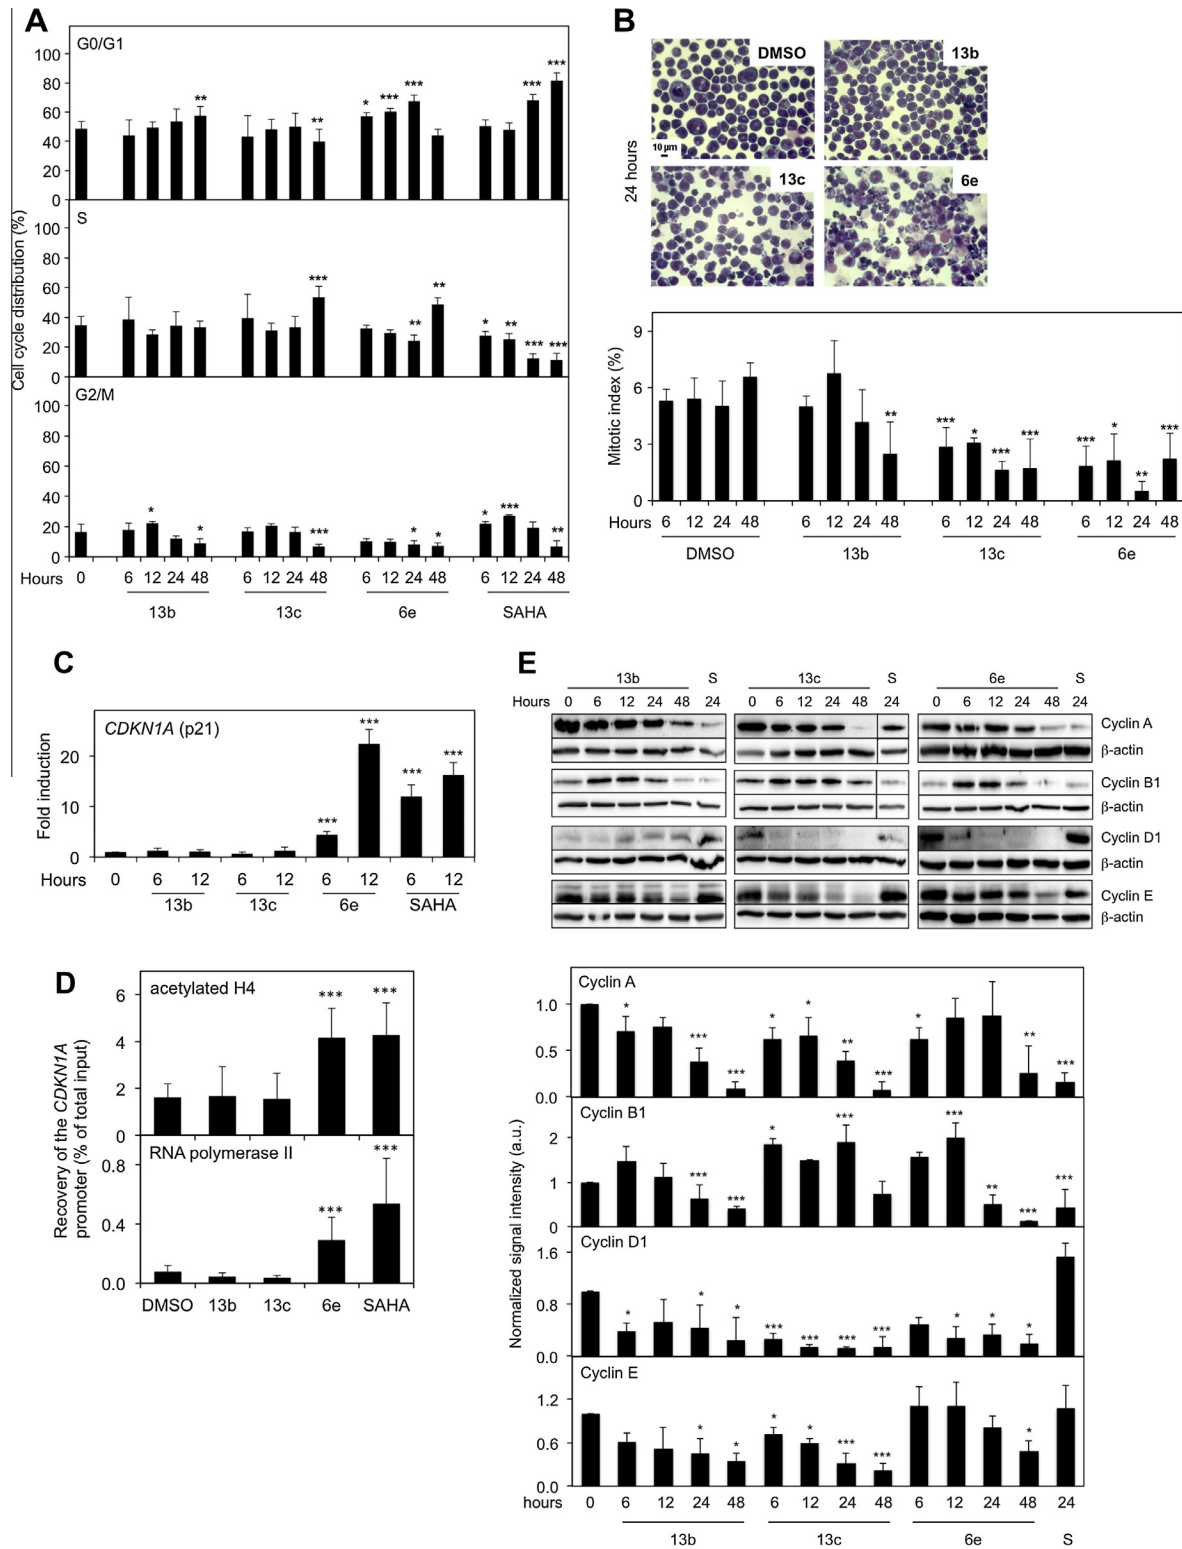 A
G0/G1
100
80
60
40
20
0
** * *** *** ** *** ***
S
100
80
60
40
20
0
*** ** ** * ** *** ***
G2/M
100
80
60
40
20
0
* * *** * * * *** **
Cell cycle distribution (%)
Hours 0 6 12 24 48 6 12 24 48 6 12 24 48 6 12 24 48
13b 13c 6e SAHA
B
24 hours
DMSO
13b
10 µm
13c
6e
Mitotic index (%)
9
6
3
0
** *** * *** *** *** * ** ***
Hours 6 12 24 48 6 12 24 48 6 12 24 48 6 12 24 48
DMSO 13b 13c 6e
C
CDKN1A (p21)
Fold induction
20
10
0
*** *** *** ***
Hours 0 6 12 6 12 6 12 6 12
13b 13c 6e SAHA
D
acetylated H4
6
4
2
0
*** ***
RNA polymerase II
0.8
0.4
0.0
*** ***
Recovery of the CDKN1A
promoter (% of total input)
DMSO 13b 13c 6e SAHA
E
13b S 13c S 6e S
Hours 0 6 12 24 48 24 0 6 12 24 48 24 0 6 12 24 48 24
Cyclin A
β-actin
Cyclin B1
β-actin
Cyclin D1
β-actin
Cyclin E
β-actin
Normalized signal intensity (a.u.)
Cyclin A
1.0
0.5
0.0
* *** *** * * ** *** * ** ***
Cyclin B1
2
1
0
*** *** * *** *** ** *** ***
Cyclin D1
1.6
0.8
0.0
* * * *** *** *** *** * * *
Cyclin E
1.2
0.6
0.0
* * * * *** *** *
hours 0 6 12 24 48 6 12 24 48 6 12 24 48 24
13b 13c 6e S